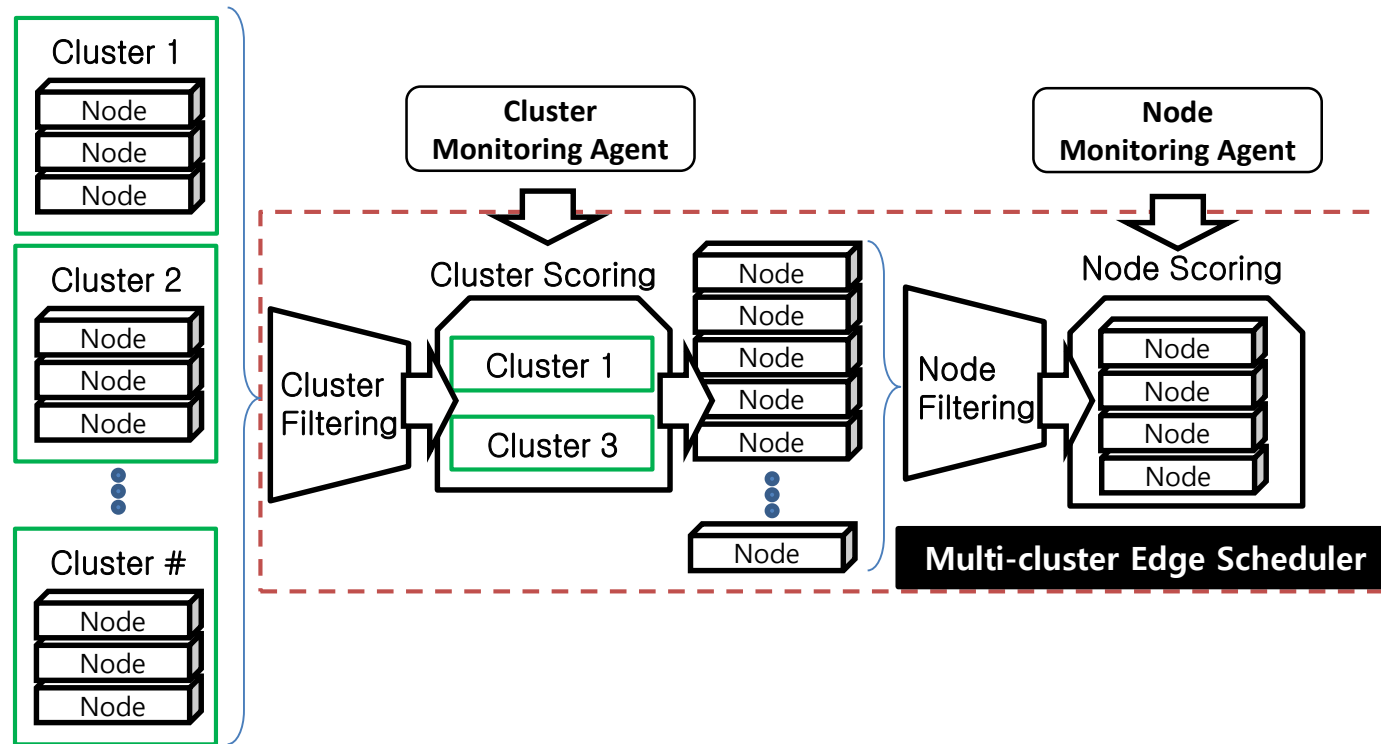 Cluster 1
Node
Node
Node
Cluster 2
Node
Node
Node
Cluster #
Node
Node
Node
Cluster
Monitoring Agent
Cluster Filtering
Cluster Scoring
Cluster 1
Cluster 3
Node
Node
Node
Node
Node
Node
Node
Monitoring Agent
Node
Filtering
Node Scoring
Node
Node
Node
Node
Multi-cluster Edge Scheduler